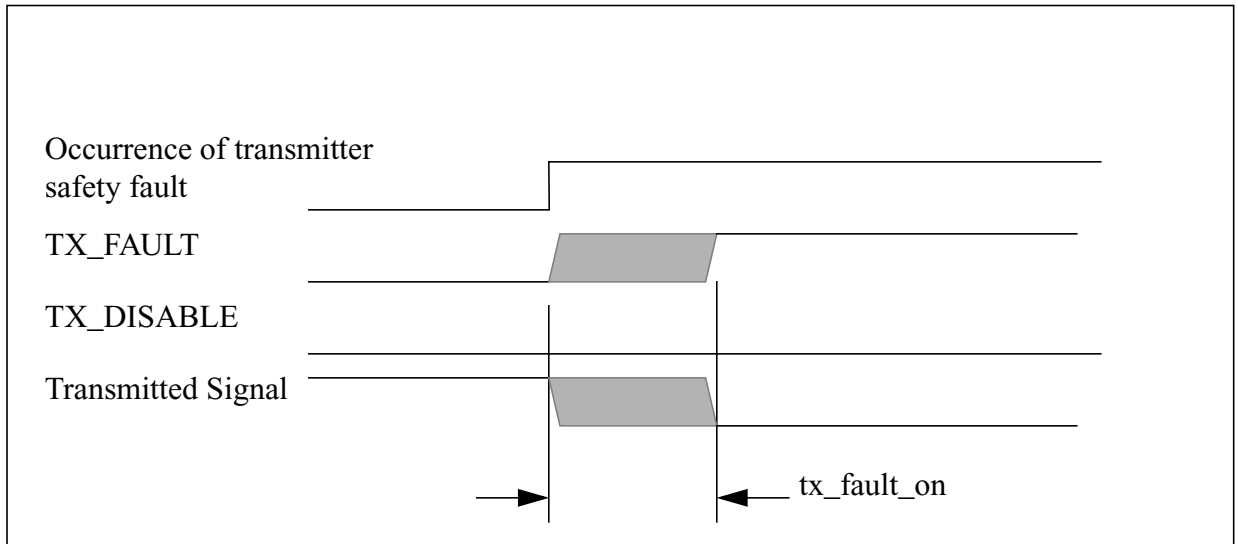 Occurrence of transmitter
safety fault
TX_FAULT
TX_DISABLE
Transmitted Signal
tx_fault_on